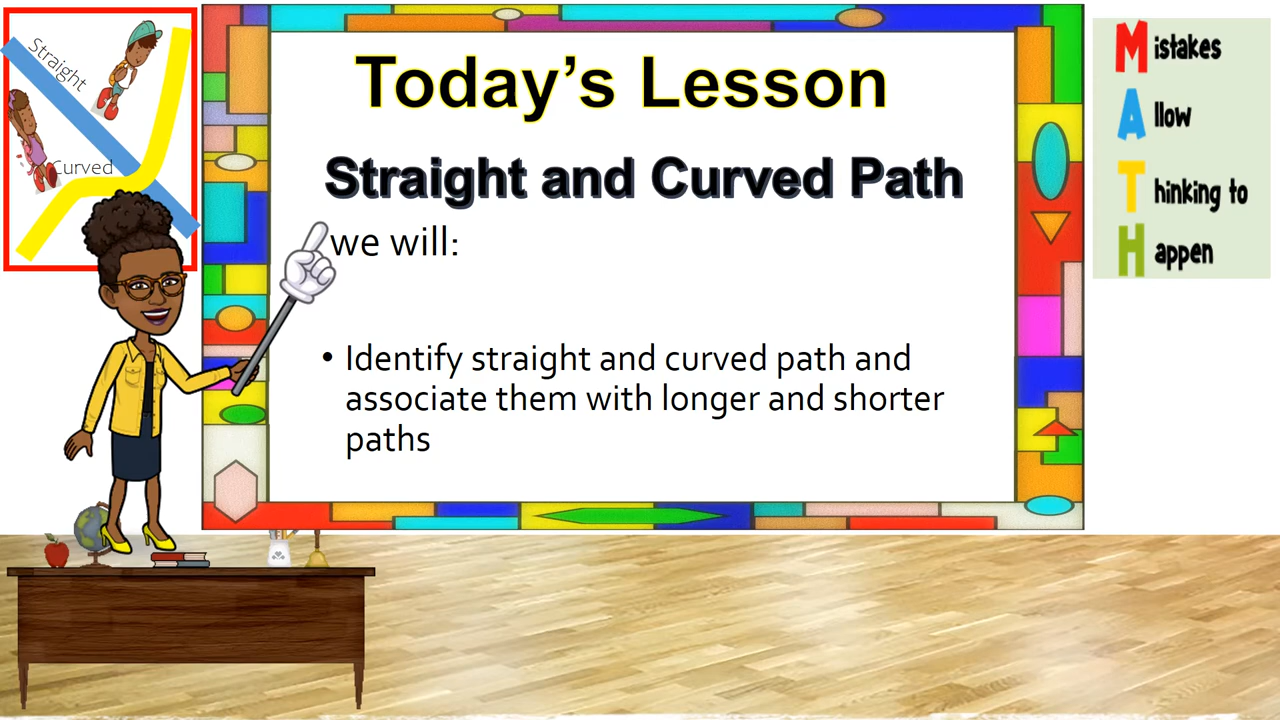 Straight
Curved
Today’s Lesson
Straight and Curved Path
we will:
• Identify straight and curved path and
associate them with longer and shorter
paths
Mistakes
Allow
Thinking to
Happen